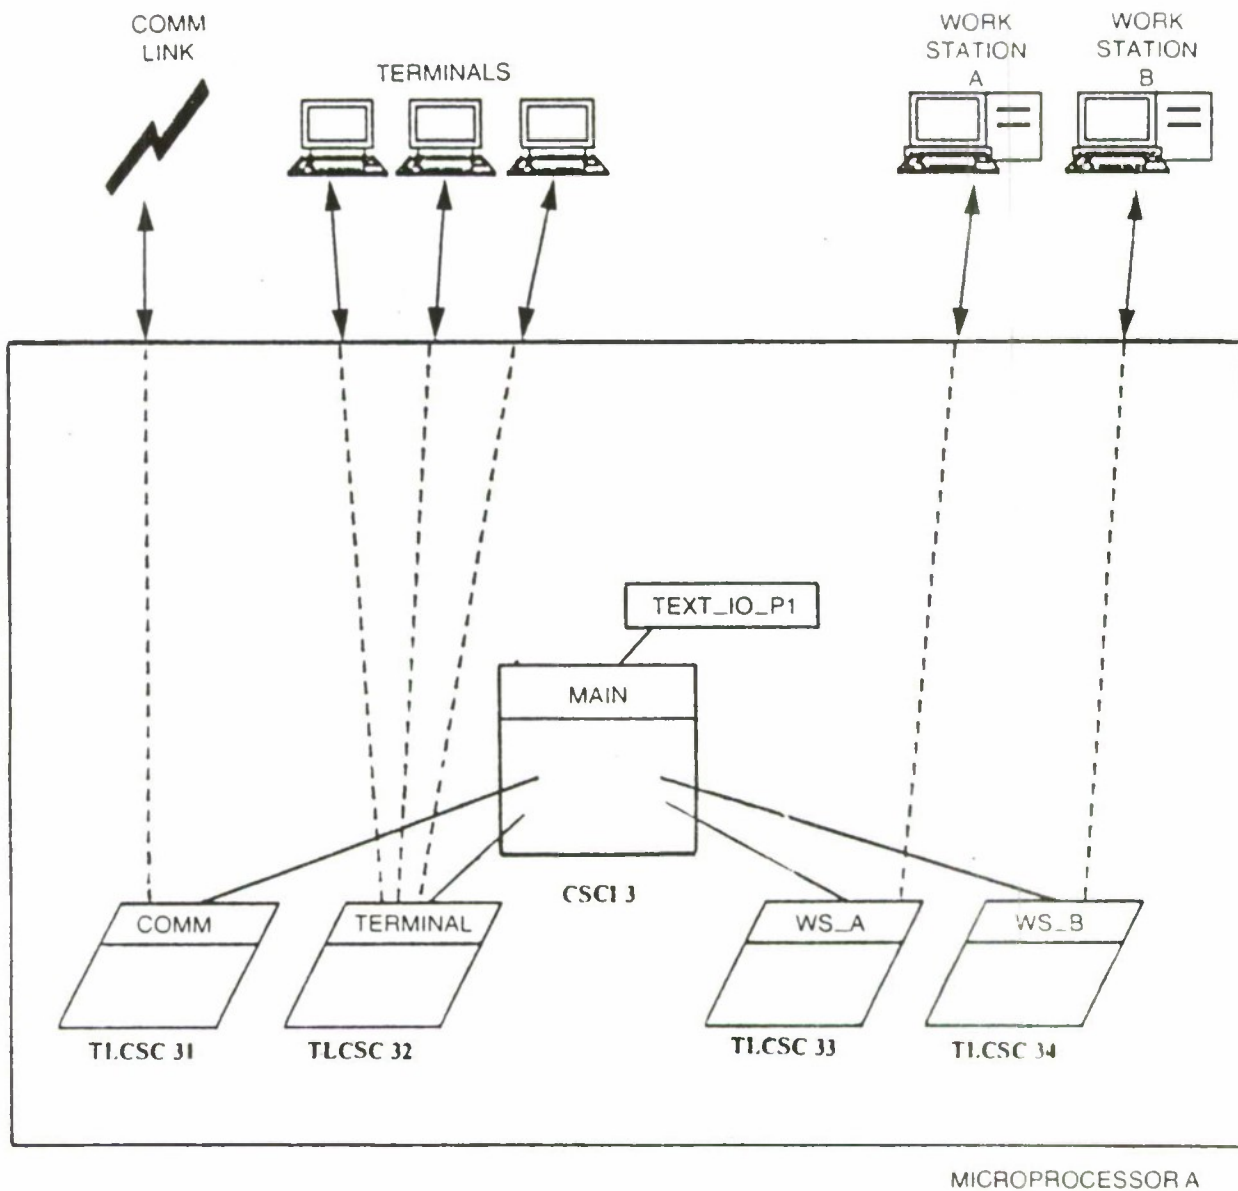 COMM
LINK
TERMINALS
WORK
STATION
A
WORK
STATION
B
TEXT_IO_P1
MAIN
CSCI 3
COMM
TERMINAL
WS_A
WS_B
TLCSC 31
TLCSC 32
TLCSC 33
TLCSC 34
MICROPROCESSOR A